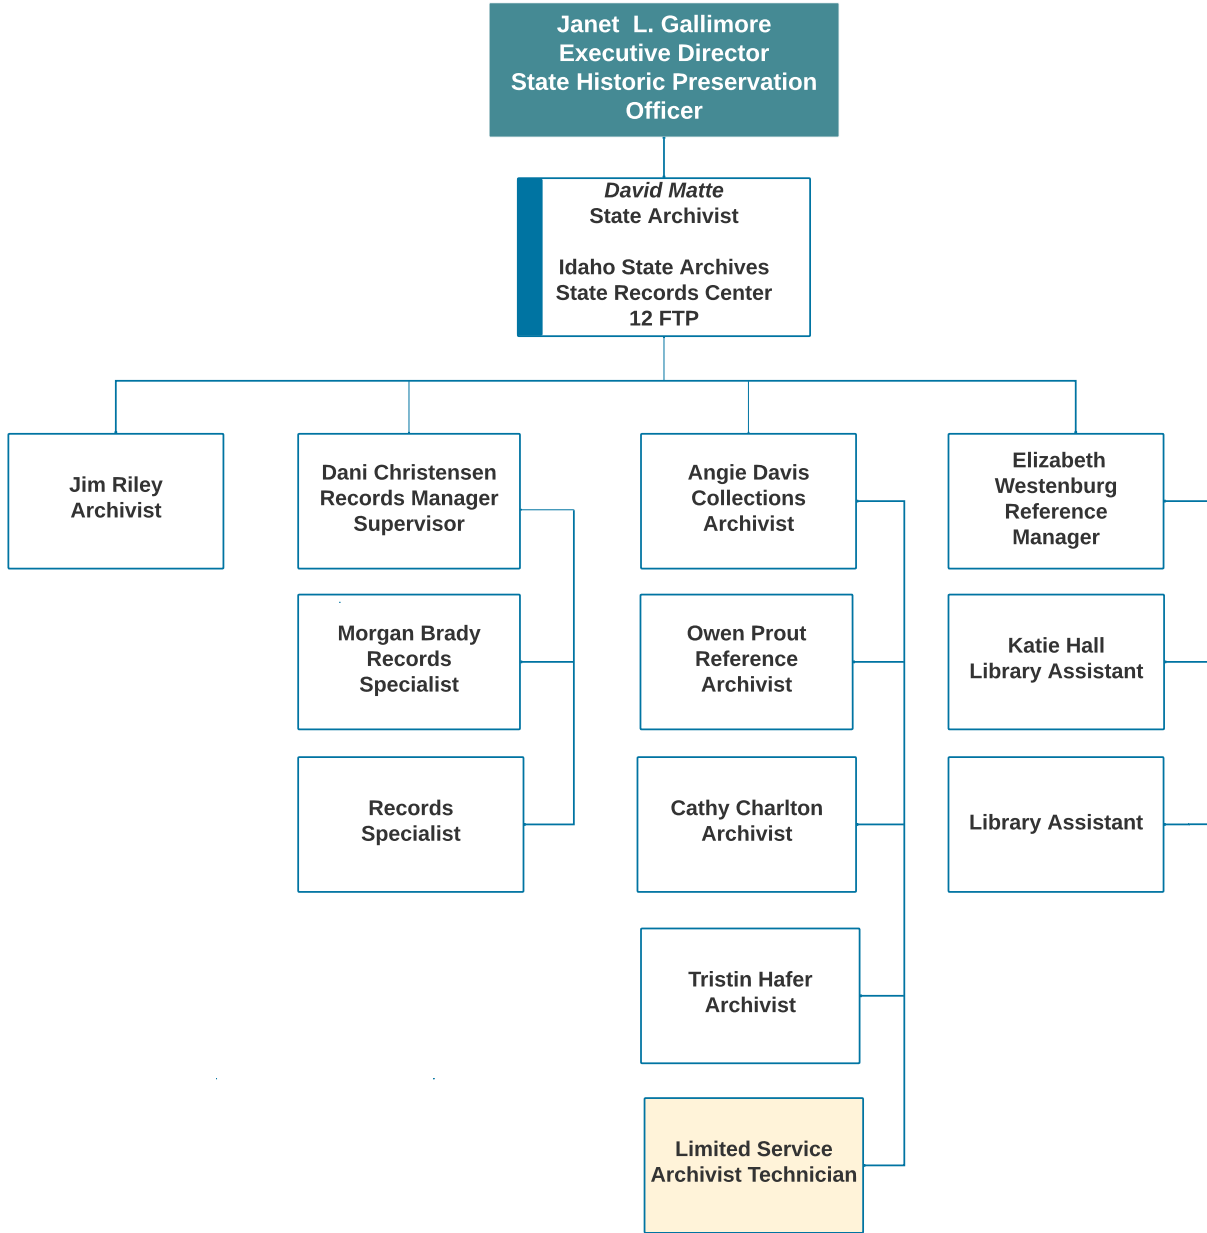 Janet L. Gallimore
Executive Director
State Historic Preservation
Officer
David Matte
State Archivist
Idaho State Archives
State Records Center
12 FTP
Jim Riley
Archivist
Dani Christensen
Records Manager
Supervisor
Angie Davis
Collections
Archivist
Elizabeth
Westenburg
Reference
Manager
Morgan Brady
Records
Specialist
Owen Prout
Reference
Archivist
Katie Hall
Library Assistant
Records
Specialist
Cathy Charlton
Archivist
Library Assistant
Tristin Hafer
Archivist
Limited Service
Archivist Technician